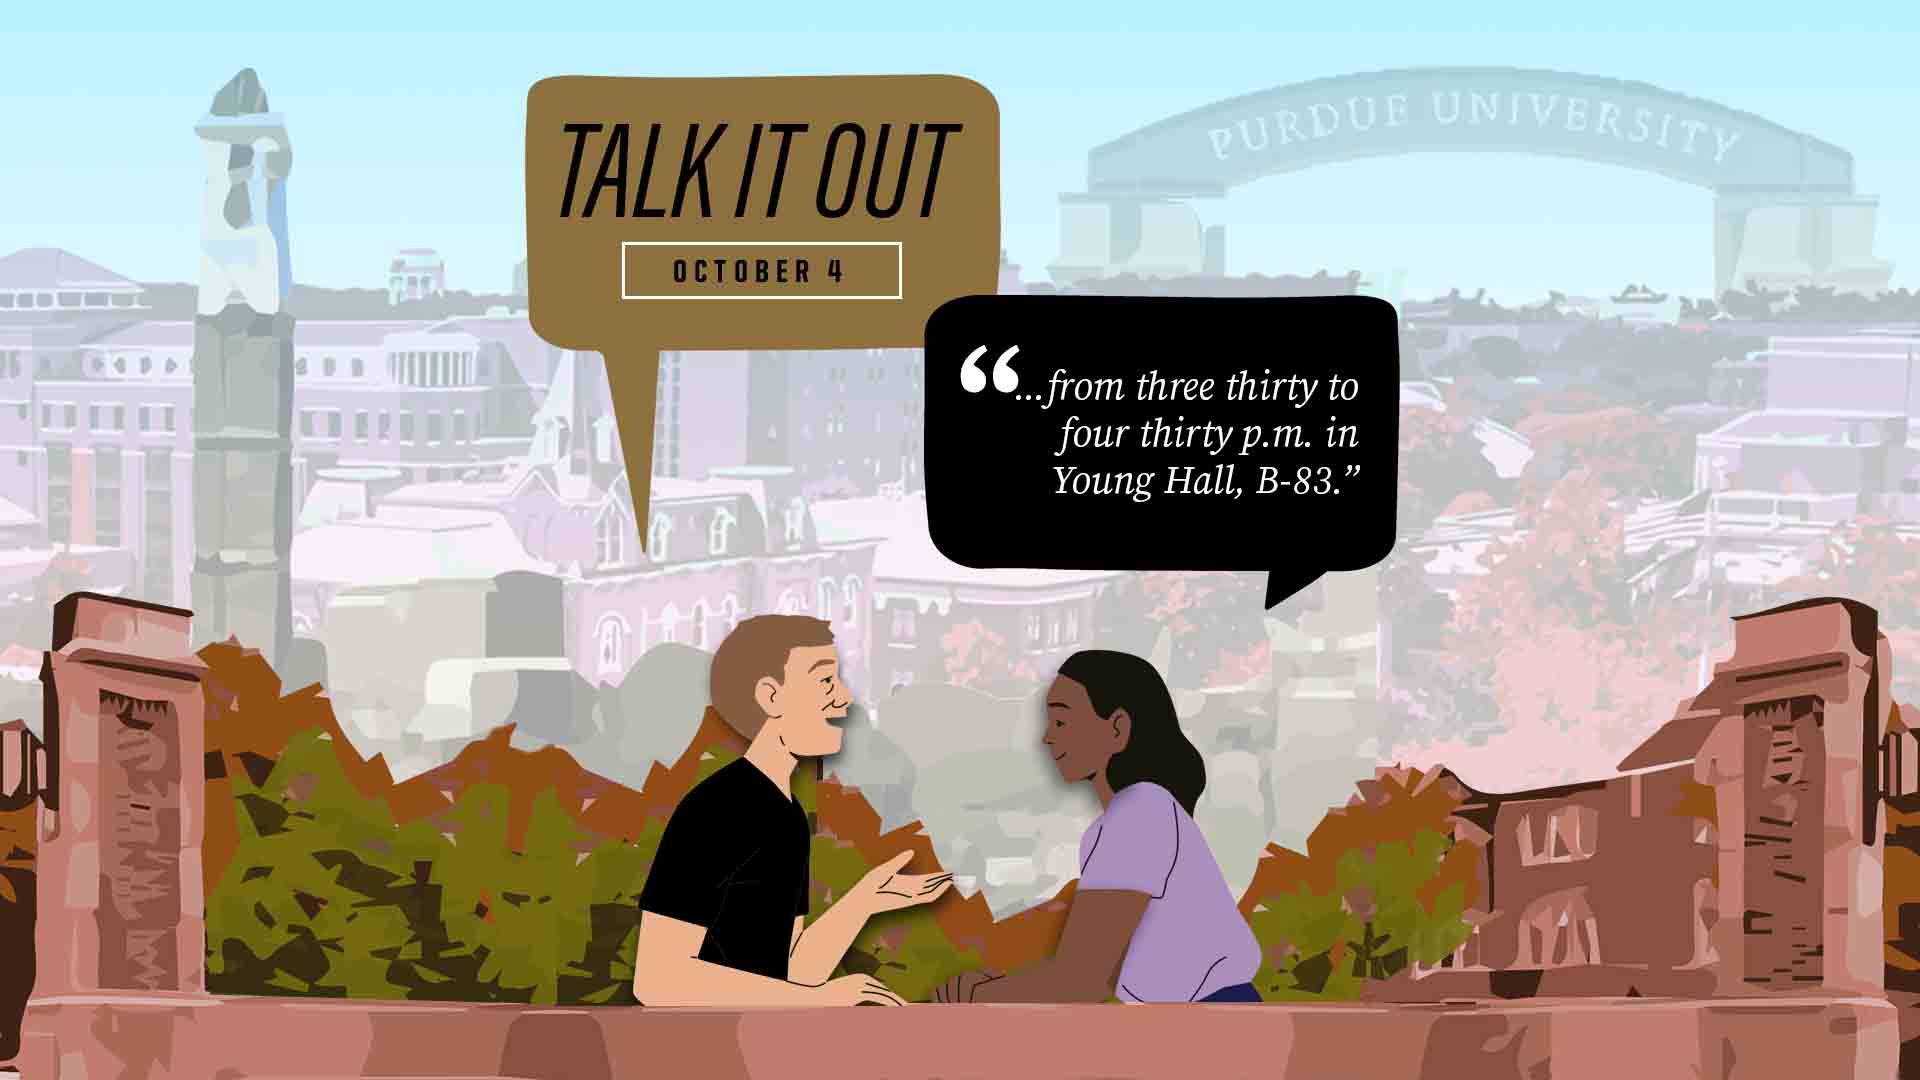 TALK IT OUT
OCTOBER 4
PURDUE UNIVERSITY
“...from three thirty to
four thirty p.m. in
Young Hall, B-83.”